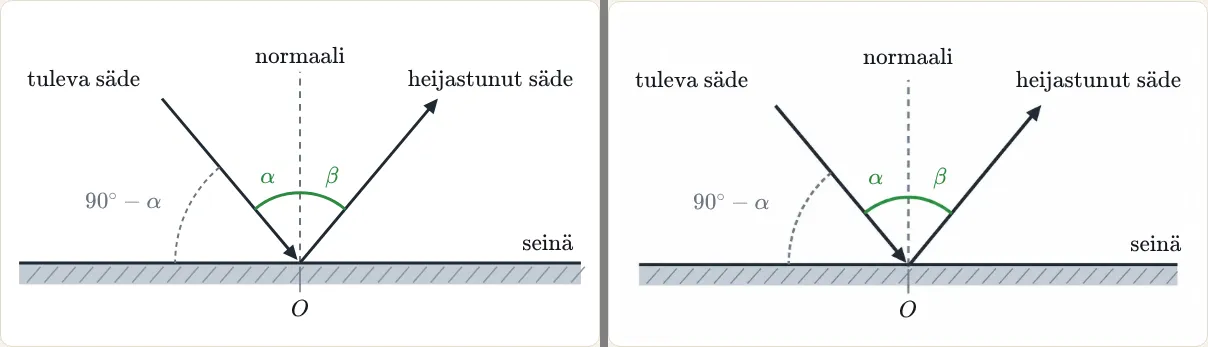 normaali
tuleva säde
heijastunut säde
α
β
90° − α
seinä
O
normaali
tuleva säde
heijastunut säde
α
β
90° − α
seinä
O